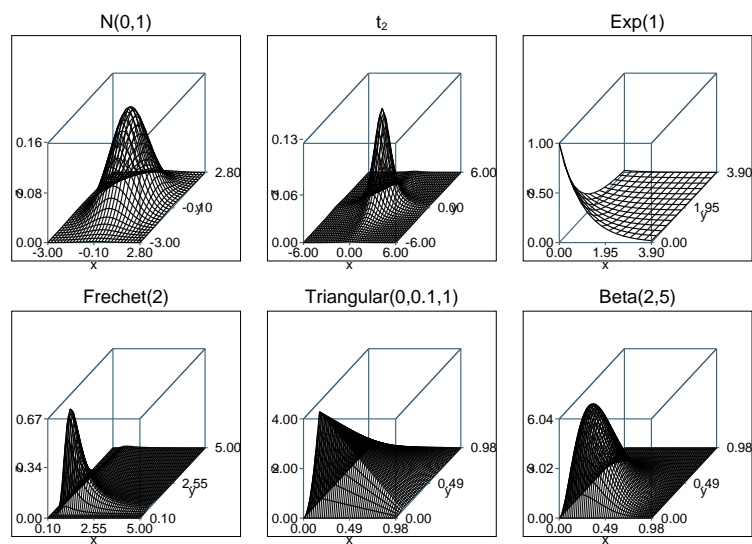 N(0,1)
t₂
Exp(1)
0.16
0.08
0.00
z
-3.00
-0.10
2.80
x
-3.00
-0.10
2.80
y
0.13
0.06
0.00
z
-6.00
0.00
6.00
x
-6.00
0.00
6.00
y
1.00
0.50
0.00
z
0.00
1.95
3.90
x
0.00
1.95
3.90
y
Frechet(2)
Triangular(0,0.1,1)
Beta(2,5)
0.67
0.34
0.00
z
0.10
2.55
5.00
x
0.10
2.55
5.00
y
4.00
2.00
0.00
z
0.00
0.49
0.98
x
0.00
0.49
0.98
y
6.04
3.02
0.00
z
0.00
0.49
0.98
x
0.00
0.49
0.98
y